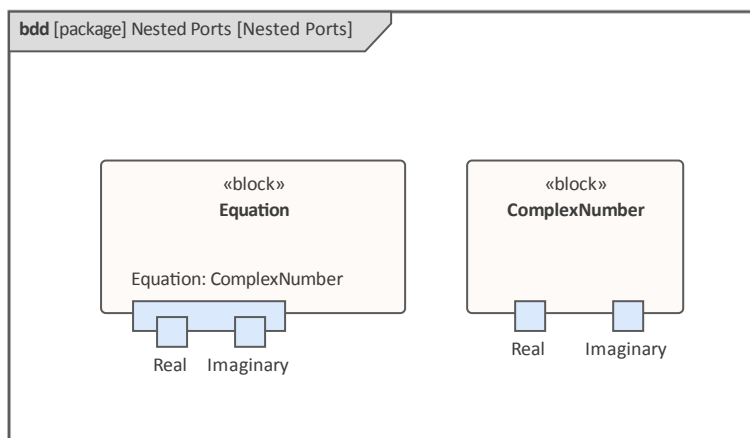 bdd [package] Nested Ports [Nested Ports]
«block»
Equation
Equation: ComplexNumber
Real
Imaginary
«block»
ComplexNumber
Real
Imaginary